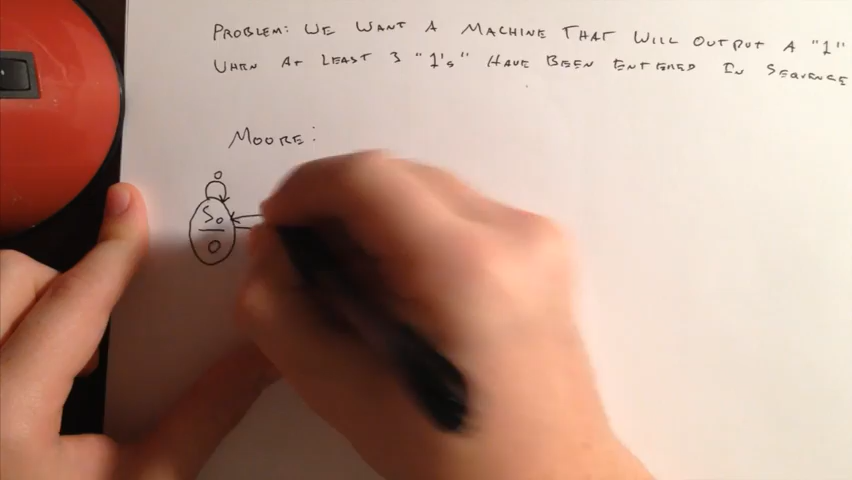 PROBLEM: WE WANT A MACHINE THAT WILL OUTPUT A "1"
WHEN AT LEAST 3 "1's" HAVE BEEN ENTERED IN SEQUENCE
MOORE:
0
S0
0